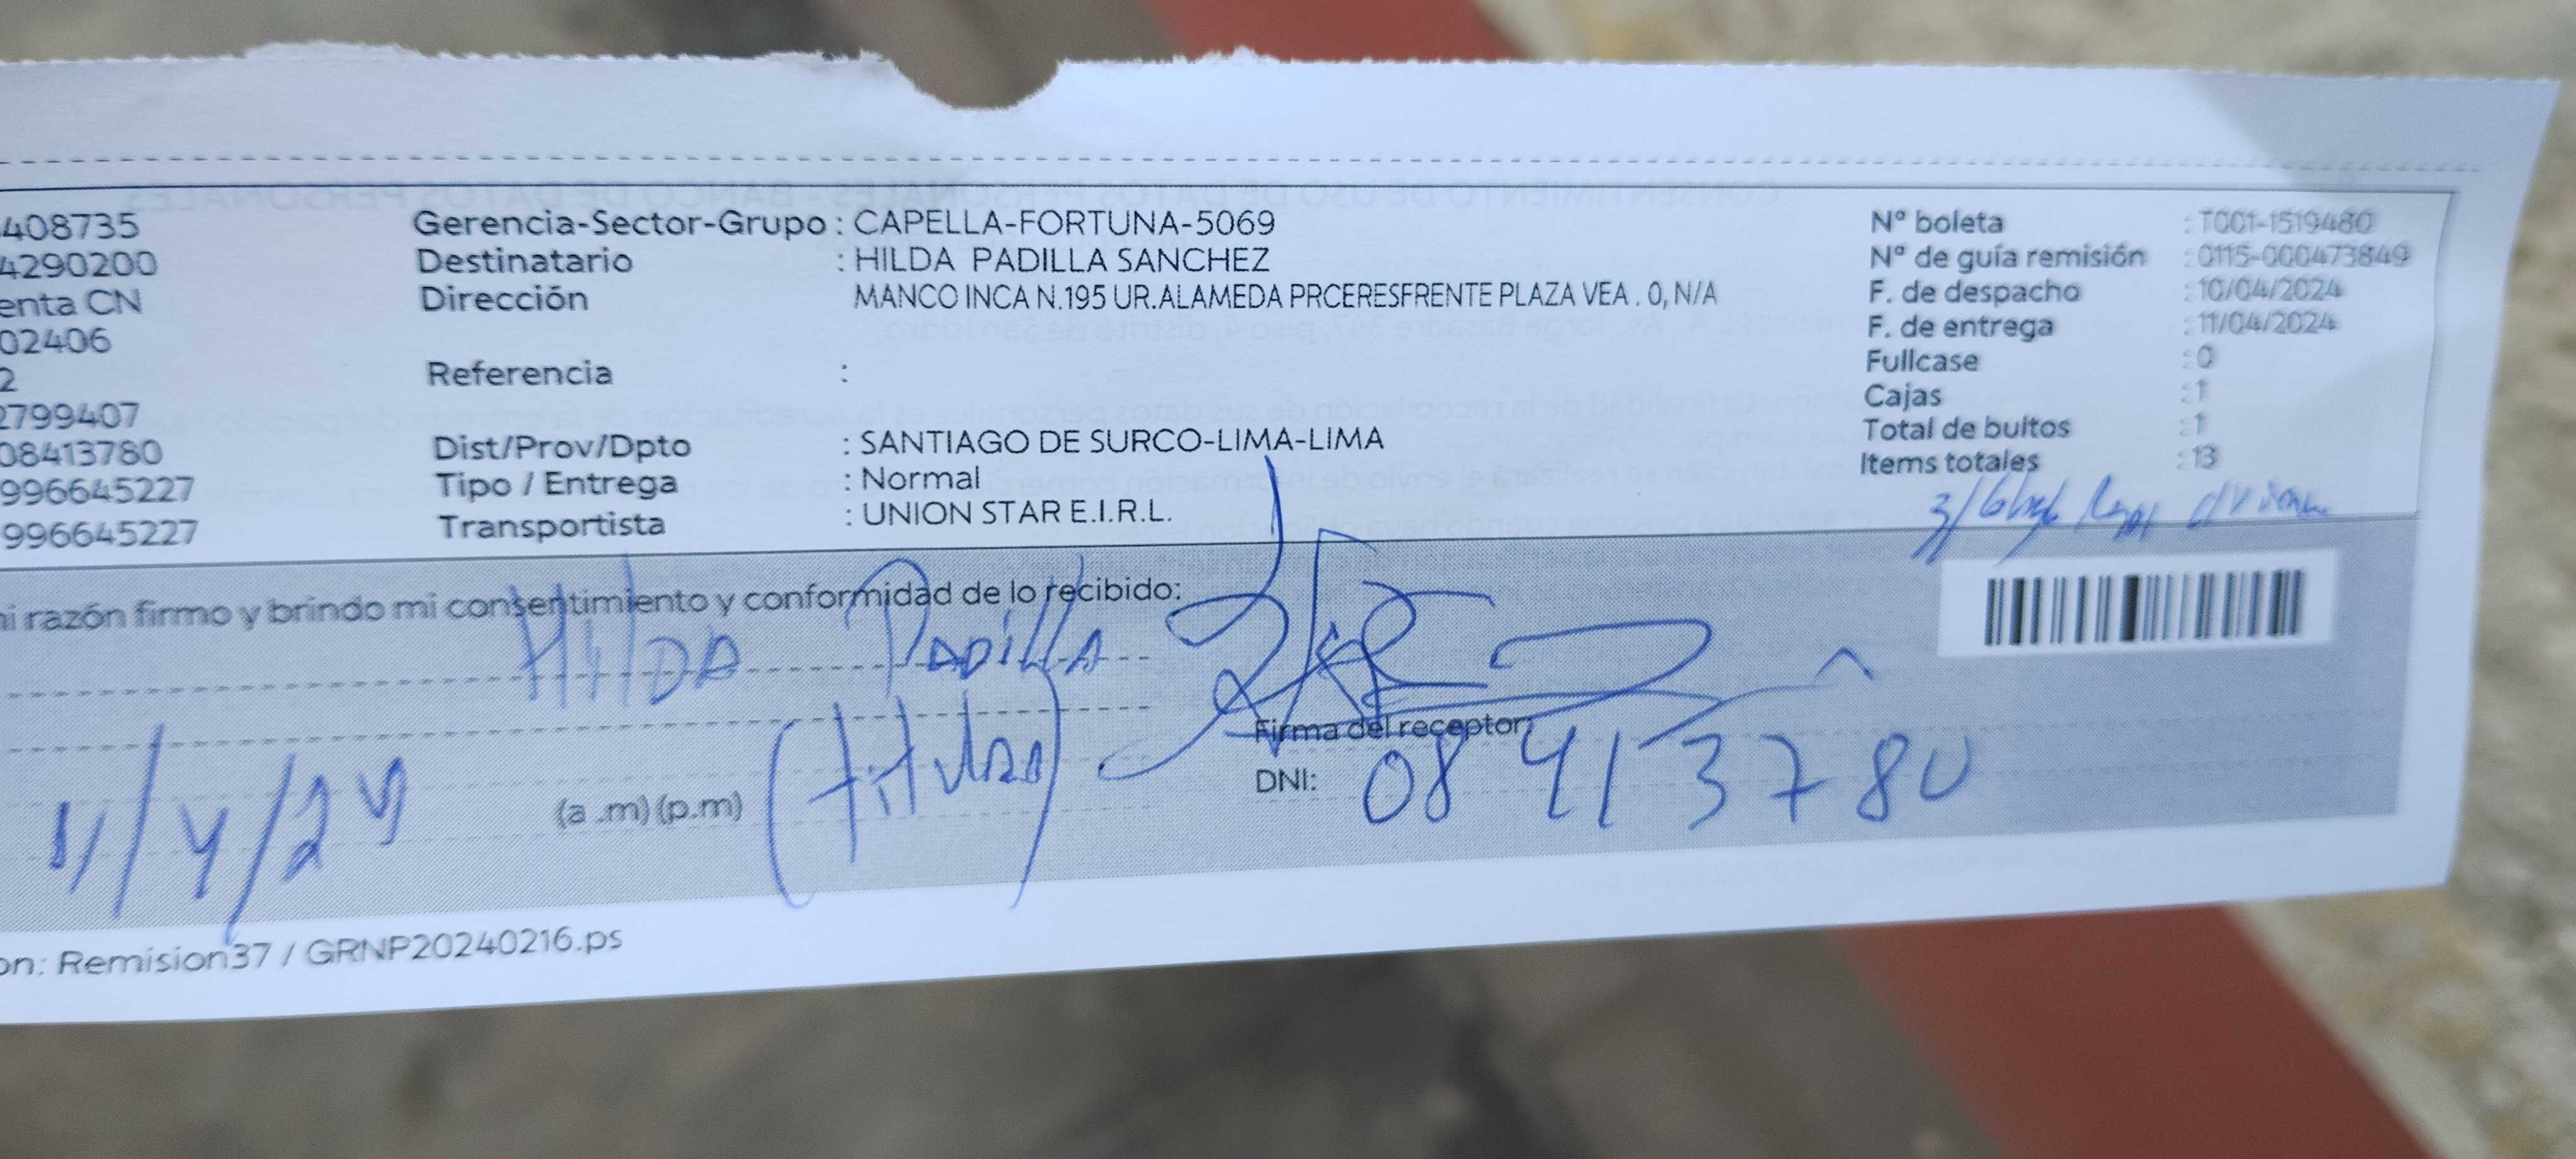 408735 Gerencia-Sector-Grupo : CAPELLA-FORTUNA-5069 Nº boleta : T001-1519480
4290200 Destinatario : HILDA PADILLA SANCHEZ Nº de guía remisión : 0115-000473849
enta CN Dirección MANCO INCA N.195 UR.ALAMEDA PRCERESFRENTE PLAZA VEA . 0, N/A F. de despacho : 10/04/2024
02406 F. de entrega : 11/04/2024
2 Referencia : Fullcase : 0
2799407 Cajas : 1
08413780 Dist/Prov/Dpto : SANTIAGO DE SURCO-LIMA-LIMA Total de bultos : 1
996645227 Tipo / Entrega : Normal Items totales : 13
996645227 Transportista : UNION STAR E.I.R.L.
ni razón firmo y brindo mi consentimiento y conformidad de lo recibido:
HILDA PADILLA
(titular)
Firma del receptor:
11/4/24 (a .m) (p.m) DNI: 08413780
on: Remision37 / GRNP20240216.ps